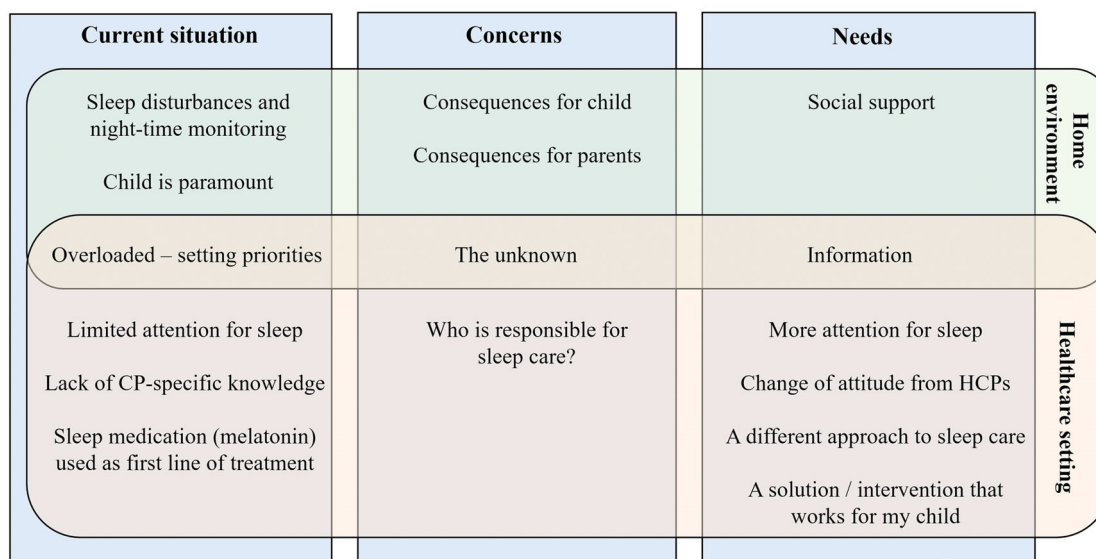 Current situation
Concerns
Needs
Sleep disturbances and
night-time monitoring
Child is paramount
Consequences for child
Consequences for parents
Social support
Home
environment
Overloaded – setting priorities
The unknown
Information
Limited attention for sleep
Lack of CP-specific knowledge
Sleep medication (melatonin)
used as first line of treatment
Who is responsible for
sleep care?
More attention for sleep
Change of attitude from HCPs
A different approach to sleep care
A solution / intervention that
works for my child
Healthcare setting